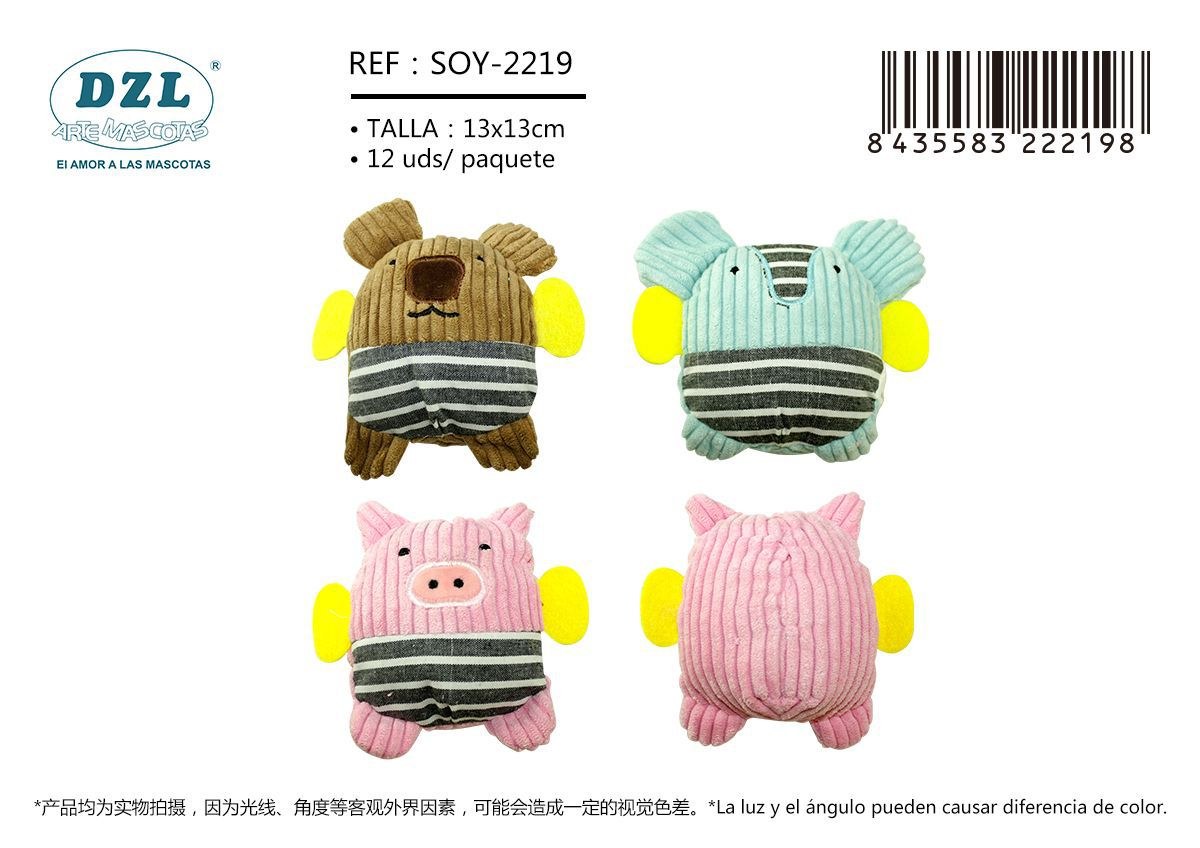 DZL ®
ARTE MASCOTAS
El AMOR A LAS MASCOTAS
REF：SOY-2219
• TALLA：13x13cm
• 12 uds/ paquete
8 435583 222198
*产品均为实物拍摄，因为光线、角度等客观外界因素，可能会造成一定的视觉色差。*La luz y el ángulo pueden causar diferencia de color.